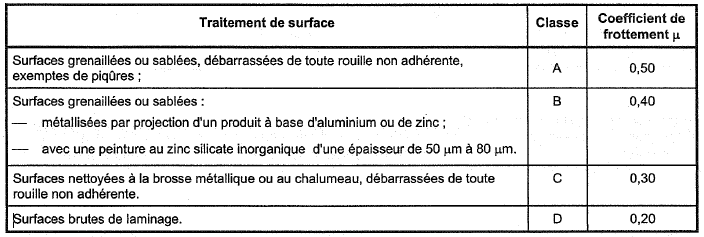 Traitement de surface
Classe
Coefficient de
frottement μ
Surfaces grenaillées ou sablées, débarrassées de toute rouille non adhérente,
exemptes de piqûres ;
A
0,50
Surfaces grenaillées ou sablées :
B
0,40
— métallisées par projection d'un produit à base d'aluminium ou de zinc ;
— avec une peinture au zinc silicate inorganique d'une épaisseur de 50 μm à 80 μm.
Surfaces nettoyées à la brosse métallique ou au chalumeau, débarrassées de toute
rouille non adhérente.
C
0,30
Surfaces brutes de laminage.
D
0,20